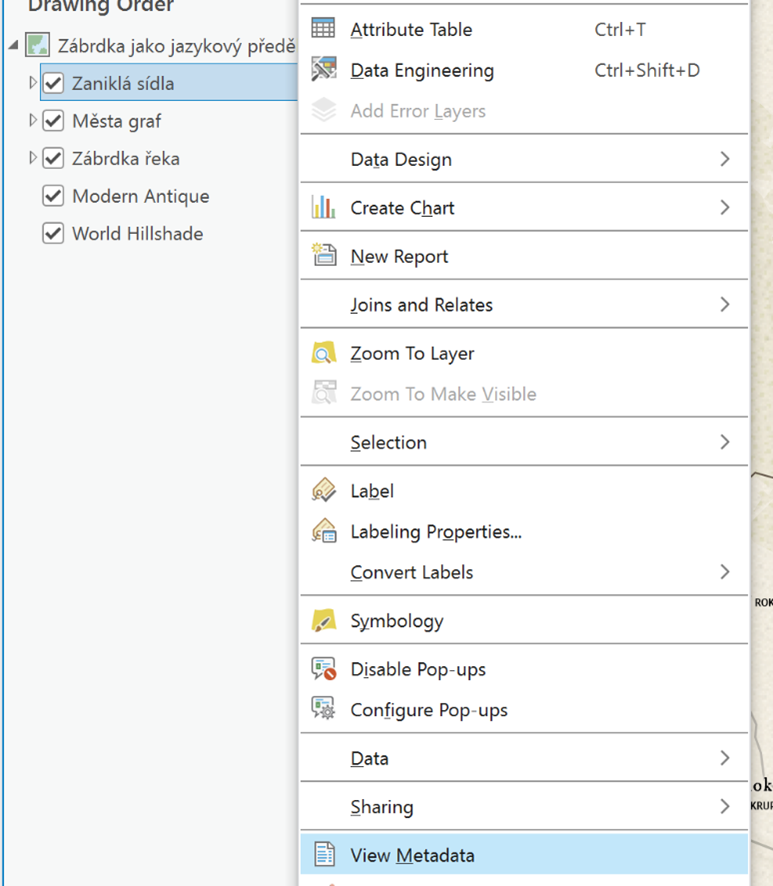 Drawing Order
Zábrdka jako jazykový předě
Zaniklá sídla
Města graf
Zábrdka řeka
Modern Antique
World Hillshade
Attribute Table Ctrl+T
Data Engineering Ctrl+Shift+D
Add Error Layers
Data Design
Create Chart
New Report
Joins and Relates
Zoom To Layer
Zoom To Make Visible
Selection
Label
Labeling Properties...
Convert Labels
Symbology
Disable Pop-ups
Configure Pop-ups
Data
Sharing
View Metadata
ROK
ok
KRUP